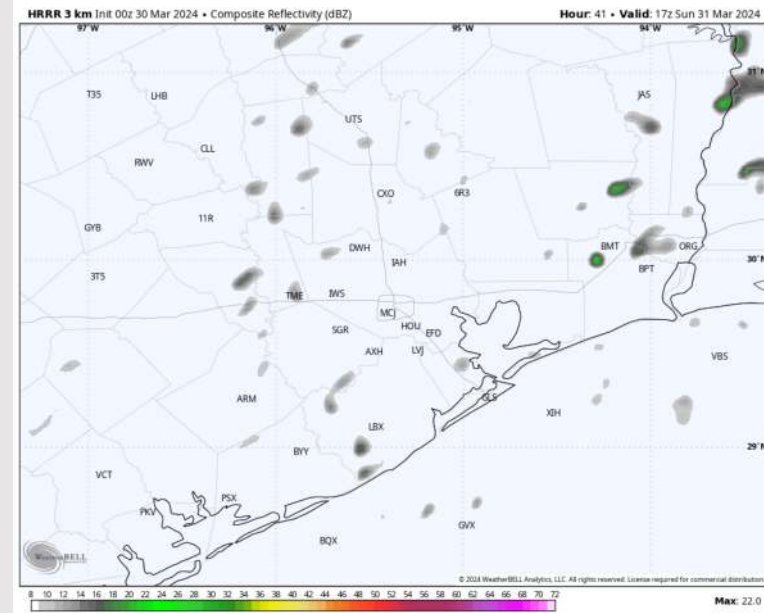 HRRR 3 km Init 00z 30 Mar 2024 • Composite Reflectivity (dBZ) Hour: 41 • Valid: 17z Sun 31 Mar 2024
97°W 96°W 95°W 94°W
31°N
T35 LHB JAS
UTS
CLL
RWV
CXO 6R3
11R
GYB
DWH BMT ORG
IAH 30°N
3T5 BPT
TME IWS
MCJ
SGR HOU EFD
AXH LVJ VBS
ARM GLS
XIH
LBX
BYY 29°N
VCT
PSX
PKV
GVX
BQX
WeatherBELL
© 2024 WeatherBELL Analytics, LLC. All rights reserved. License required for commercial distribution.
8 10 12 14 16 18 20 22 24 26 28 30 32 34 36 38 40 42 44 46 48 50 52 54 56 58 60 62 64 66 68 70 72
Max: 22.0